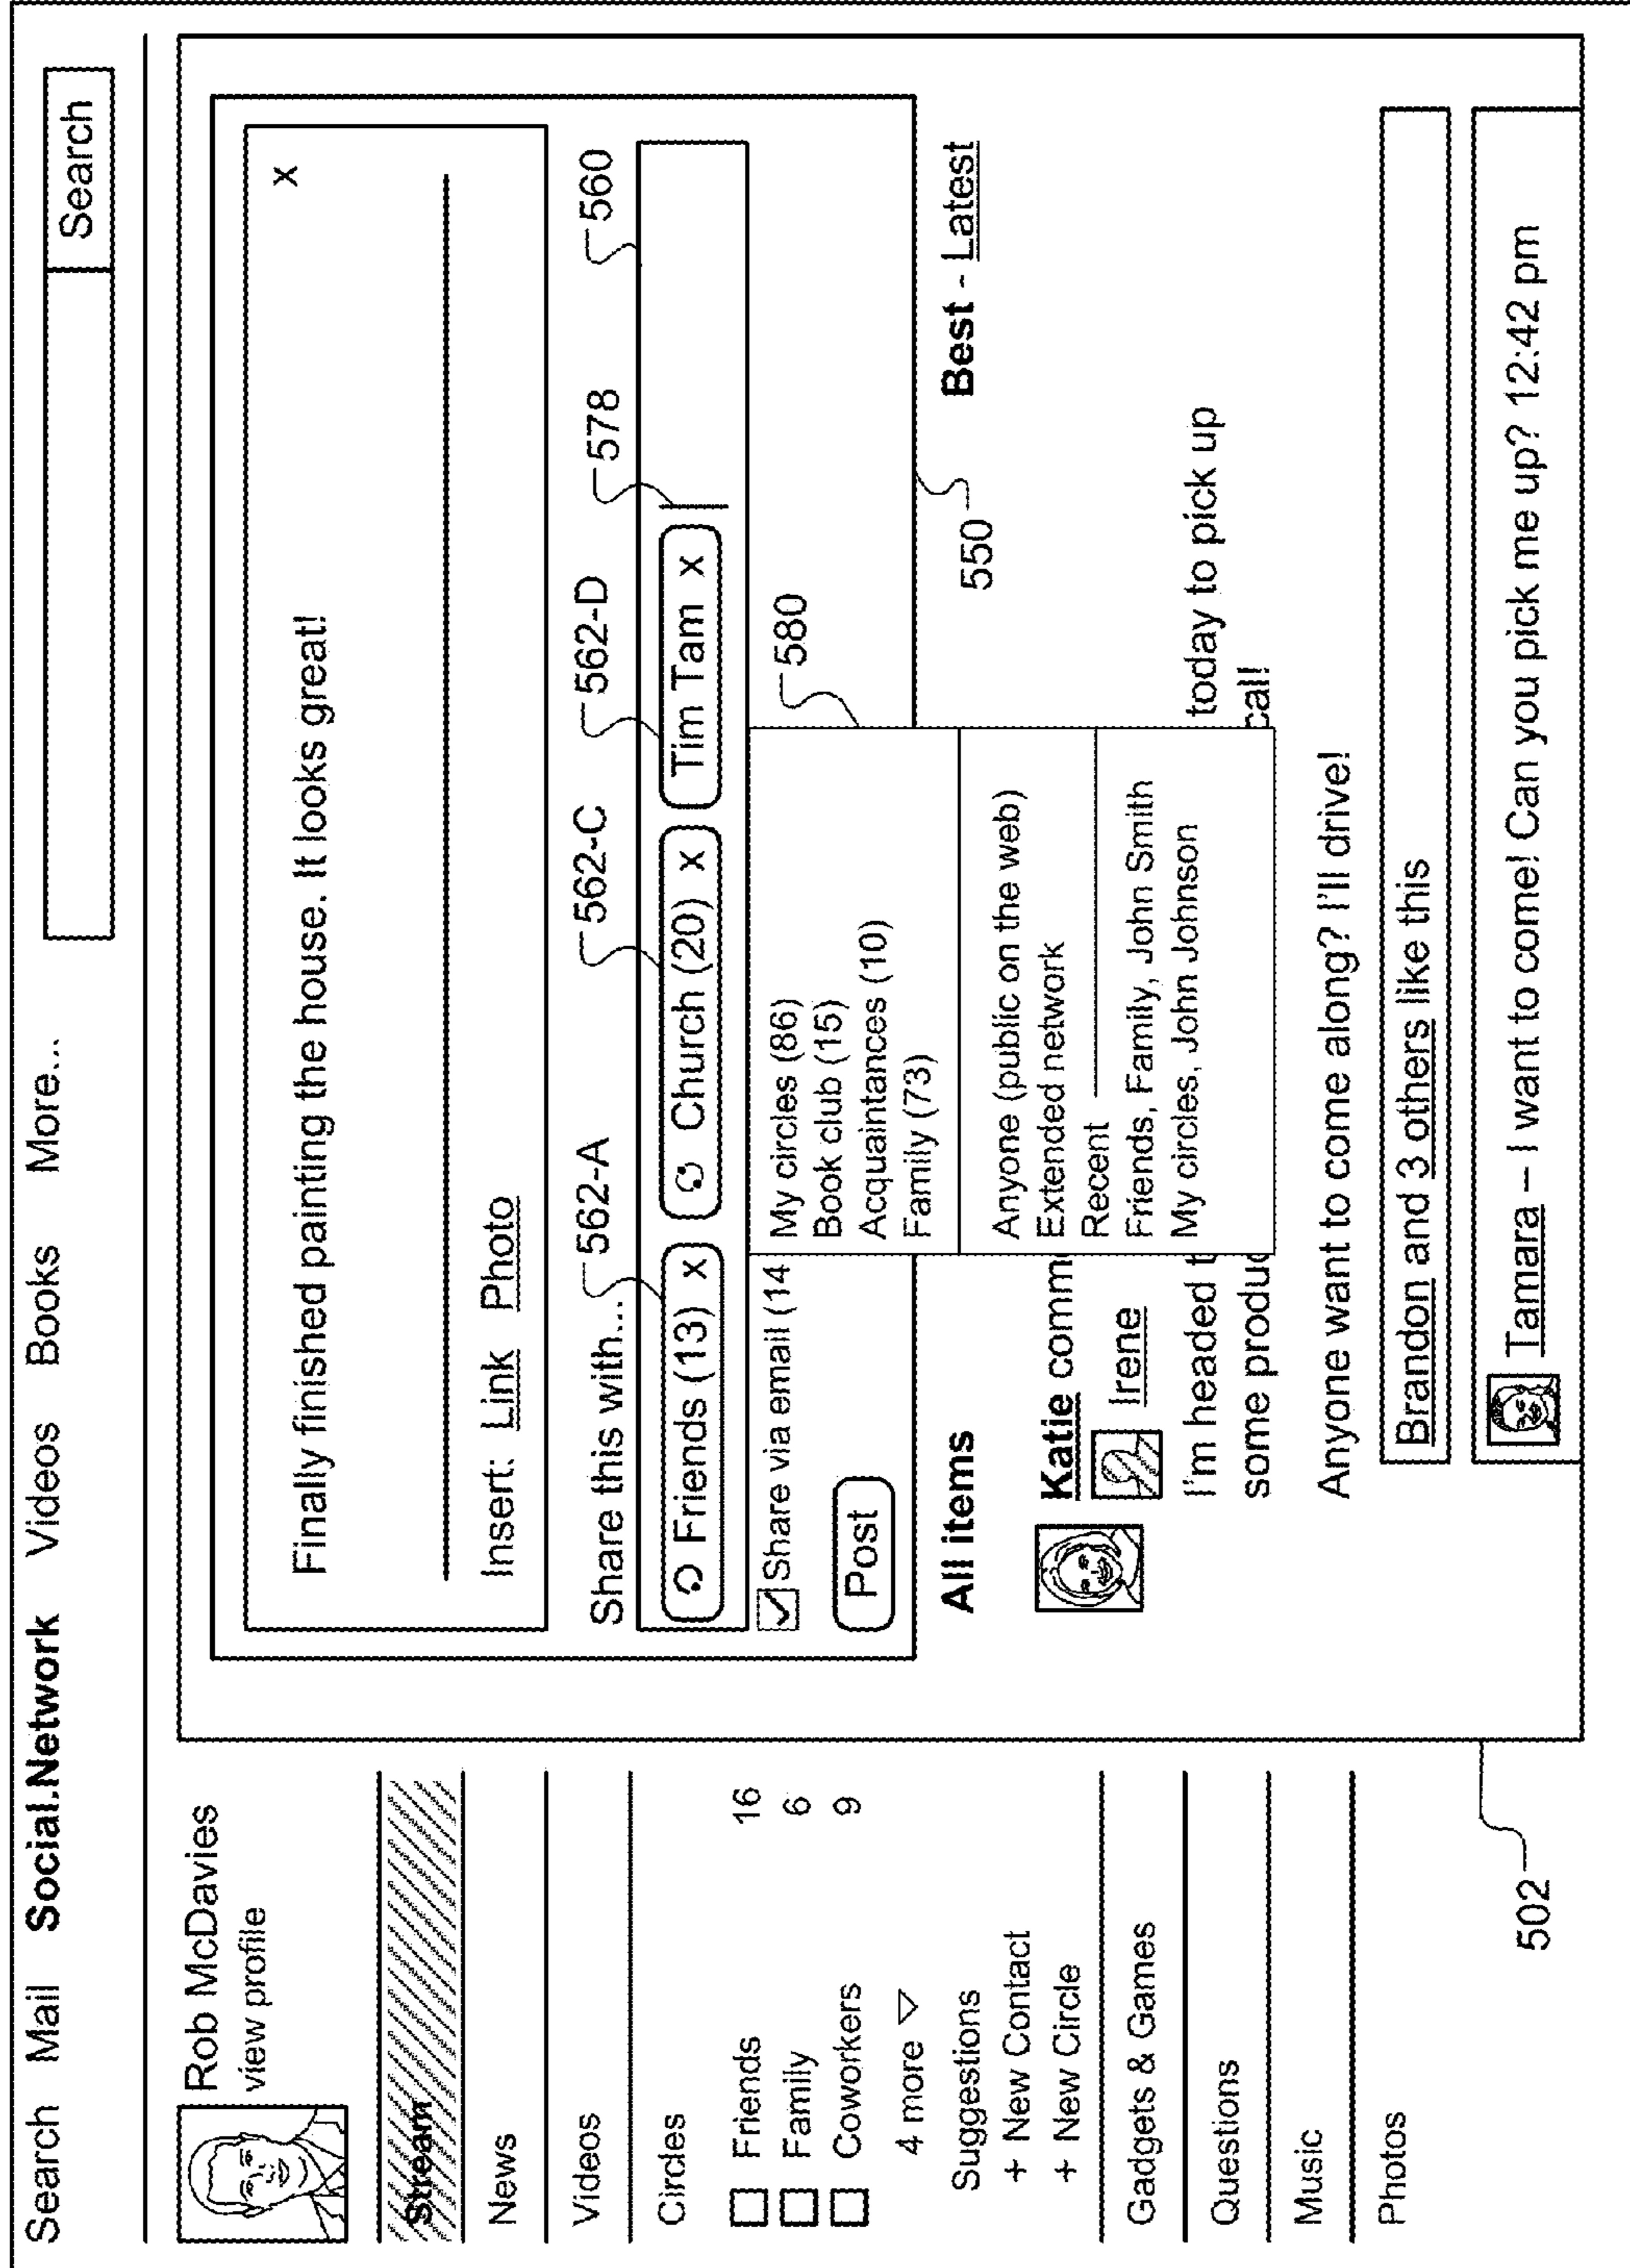 Search Mail Social.Network Videos Books More... Search
Rob McDavies
view profile
Stream
News
Videos
Circles
Friends 16
Family 6
Coworkers 9
4 more
Suggestions
+ New Contact
+ New Circle
Gadgets & Games
Questions
Music
Photos
502
x
Finally finished painting the house. It looks great!
Insert: Link Photo
Share this with... 562-A 562-C 562-D 578 560
Friends (13) x Church (20) x Tim Tam x
Share via email (14
Post
580
My circles (86)
Book club (15)
Acquaintances (10)
Family (73)
Anyone (public on the web)
Extended network
Recent
Friends, Family, John Smith
My circles, John Johnson
550
All items Best - Latest
Katie comm
Irene
I'm headed t today to pick up
some produc call!
Anyone want to come along? I'll drive!
Brandon and 3 others like this
Tamara – I want to come! Can you pick me up? 12:42 pm